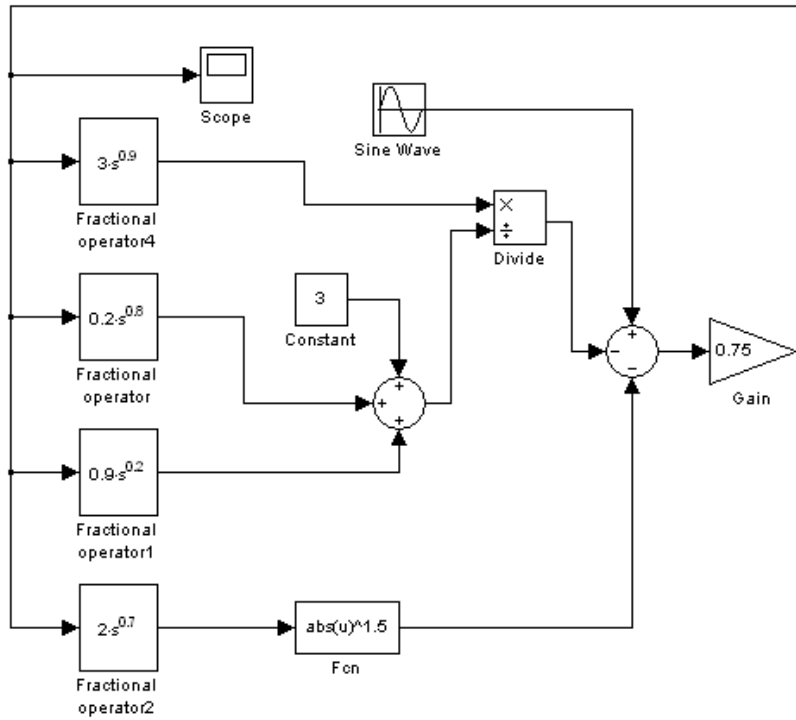 Scope
Sine Wave
3·s^0.9
Fractional
operator4
×
÷
Divide
0.2·s^0.8
Fractional
operator
3
Constant
+
+
+
+
−
−
0.75
Gain
0.9·s^0.2
Fractional
operator1
2·s^0.7
Fractional
operator2
abs(u)^1.5
Fcn